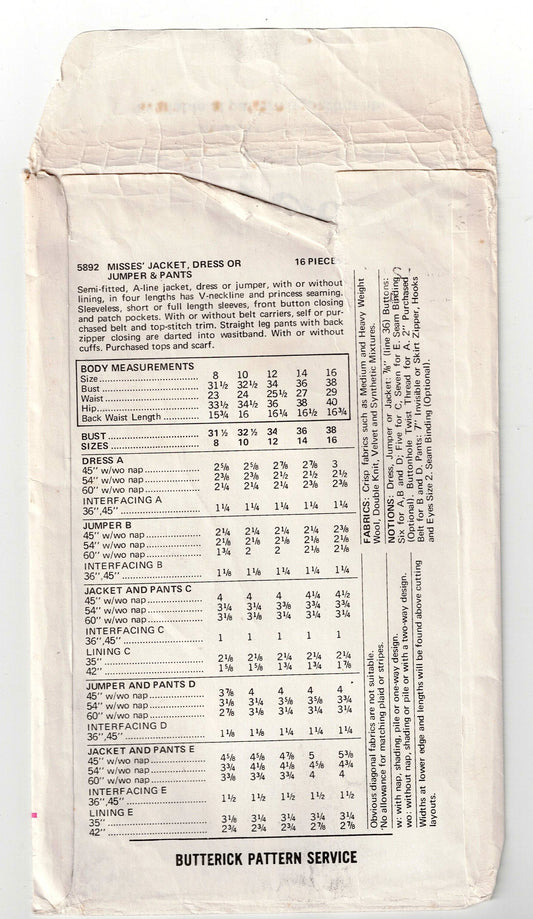 5892 MISSES' JACKET, DRESS OR 16 PIECE
JUMPER & PANTS
Semi-fitted, A-line jacket, dress or jumper, with or without
lining, in four lengths has V-neckline and princess seaming.
Sleeveless, short or full length sleeves, front button closing
and patch pockets. With or without belt carriers, self or pur-
chased belt and top-stitch trim. Straight leg pants with back
zipper closing are darted into waistband. With or without
cuffs. Purchased tops and scarf.
BODY MEASUREMENTS
Size 8 10 12 14 16
Bust 31½ 32½ 34 36 38
Waist 23 24 25½ 27 29
Hip 33½ 34½ 36 38 40
Back Waist Length 15¾ 16 16¼ 16½ 16¾
BUST 31½ 32½ 34 36 38
SIZES 8 10 12 14 16
DRESS A
45" w/wo nap 2⅝ 2⅝ 2⅞ 2⅞ 3
54" w/wo nap 2⅜ 2⅜ 2½ 2½ 2½
60" w/wo nap 2¼ 2¼ 2¼ 2⅜ 2⅜
INTERFACING A
36",45" 1¼ 1¼ 1¼ 1¼ 1¼
JUMPER B
45" w/wo nap 2¼ 2¼ 2¼ 2¼ 2⅜
54" w/wo nap 2⅛ 2⅛ 2⅛ 2⅛ 2⅛
60" w/wo nap 1¾ 2 2 2⅛ 2⅛
INTERFACING B
36",45" 1⅛ 1⅛ 1¼ 1¼ 1¼
JACKET AND PANTS C
45" w/wo nap 4 4 4 4¼ 4½
54" w/wo nap 3¼ 3¼ 3⅜ 3¾ 3¾
60" w/wo nap 3⅛ 3⅛ 3¼ 3¼ 3¼
INTERFACING C
36",45" 1 1 1 1 1
LINING C
35" 2⅛ 2⅛ 2¼ 2¼ 2¼
42" 1⅝ 1⅝ 1¾ 1¾ 1⅞
JUMPER AND PANTS D
45" w/wo nap 3⅞ 4 4 4 4
54" w/wo nap 3⅛ 3¼ 3⅝ 3⅝ 3¾
60" w/wo nap 2⅞ 3⅛ 3¼ 3¼ 3¼
INTERFACING D
36",45" 1⅛ 1⅛ 1¼ 1¼ 1¼
JACKET AND PANTS E
45" w/wo nap 4⅝ 4⅝ 4⅞ 5 5⅜
54" w/wo nap 3¾ 4⅛ 4⅛ 4⅝ 4¾
60" w/wo nap 3⅜ 3¾ 3¾ 4 4
INTERFACING E
36",45" 1½ 1½ 1½ 1½ 1½
LINING E
35" 3⅛ 3¼ 3¼ 3¼ 3¼
42" 2¾ 2¾ 2¾ 2⅞ 2⅞
FABRICS: Crisp fabrics such as Medium and Heavy Weight
Wool, Double Knit, Velvet and Synthetic Mixtures.
NOTIONS: Dress, Jumper or Jacket: ⅞" (line 36) Buttons:
Six for A,B and D; Five for C, Seven for E. Seam Binding
(Optional). Buttonhole Twist Thread for A. 2" Purchased
Belt for B and D. Pants: 7" Invisible or Skirt Zipper, Hooks
and Eyes Size 2. Seam Binding (Optional).
Obvious diagonal fabrics are not suitable.
No allowance for matching plaid or stripes.
w: with nap, shading, pile or one-way design.
wo: without nap, shading or pile or with a two-way design.
Widths at lower edge and lengths will be found above cutting
layouts.
BUTTERICK PATTERN SERVICE